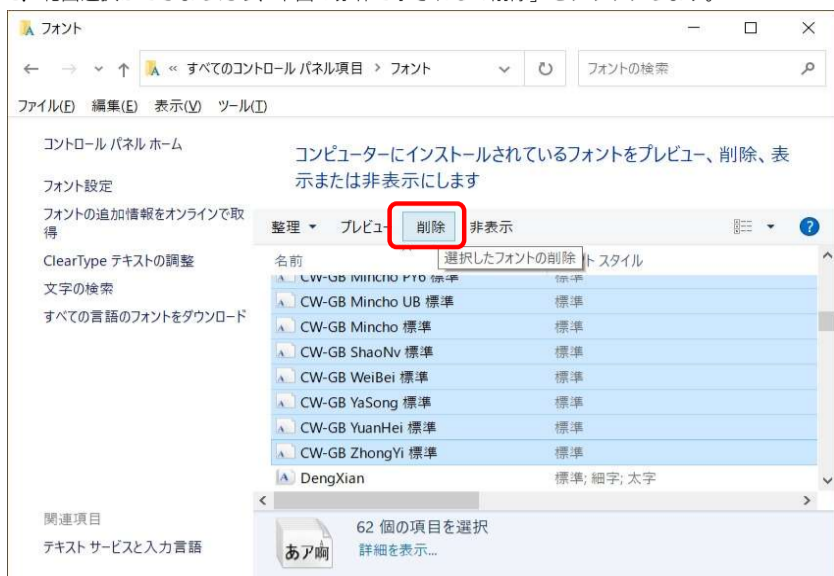 フォント
« すべてのコントロール パネル項目 > フォント
フォントの検索
ファイル(F) 編集(E) 表示(V) ツール(T)
コントロール パネル ホーム
フォント設定
フォントの追加情報をオンラインで取
得
ClearType テキストの調整
文字の検索
すべての言語のフォントをダウンロード
関連項目
テキスト サービスと入力言語
コンピューターにインストールされているフォントをプレビュー、削除、表
示または非表示にします
整理 プレビュー 削除 非表示
選択したフォントの削除
名前 ト スタイル
CW-GB Mincho PY6 標準 標準
CW-GB Mincho UB 標準 標準
CW-GB Mincho 標準 標準
CW-GB ShaoNv 標準 標準
CW-GB WeiBei 標準 標準
CW-GB YaSong 標準 標準
CW-GB YuanHei 標準 標準
CW-GB ZhongYi 標準 標準
DengXian 標準; 細字; 太字
あア啊
62 個の項目を選択
詳細を表示...